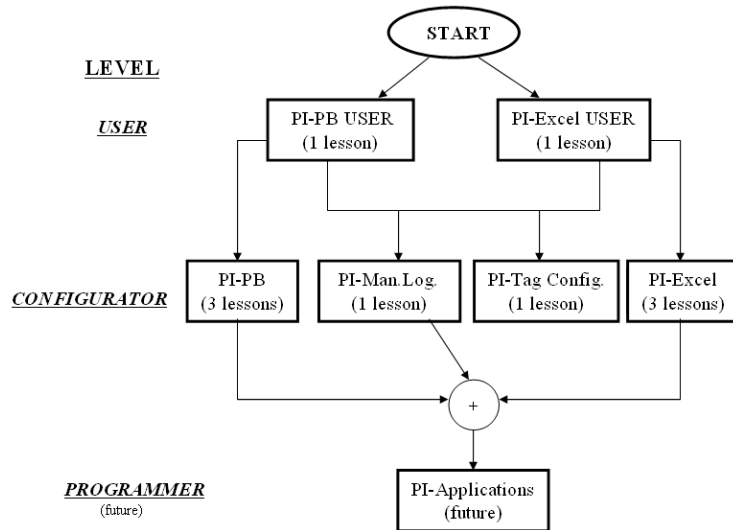 START
LEVEL
USER
PI-PB USER
(1 lesson)
PI-Excel USER
(1 lesson)
CONFIGURATOR
PI-PB
(3 lessons)
PI-Man.Log.
(1 lesson)
PI-Tag Config.
(1 lesson)
PI-Excel
(3 lessons)
+
PROGRAMMER
(future)
PI-Applications
(future)